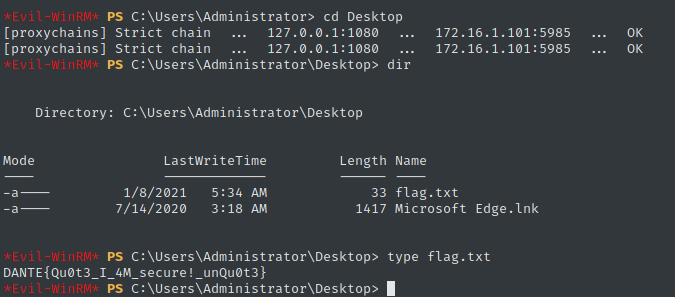 *Evil-WinRM* PS C:\Users\Administrator> cd Desktop
[proxychains] Strict chain  ...  127.0.0.1:1080  ...  172.16.1.101:5985  ...  OK
[proxychains] Strict chain  ...  127.0.0.1:1080  ...  172.16.1.101:5985  ...  OK
*Evil-WinRM* PS C:\Users\Administrator\Desktop> dir
Directory: C:\Users\Administrator\Desktop
Mode                LastWriteTime         Length Name
----                -------------         ------ ----
-a----         1/8/2021   5:34 AM             33 flag.txt
-a----        7/14/2020   3:18 AM           1417 Microsoft Edge.lnk
*Evil-WinRM* PS C:\Users\Administrator\Desktop> type flag.txt
DANTE{Qu0t3_I_4M_secure!_unQu0t3}
*Evil-WinRM* PS C:\Users\Administrator\Desktop>